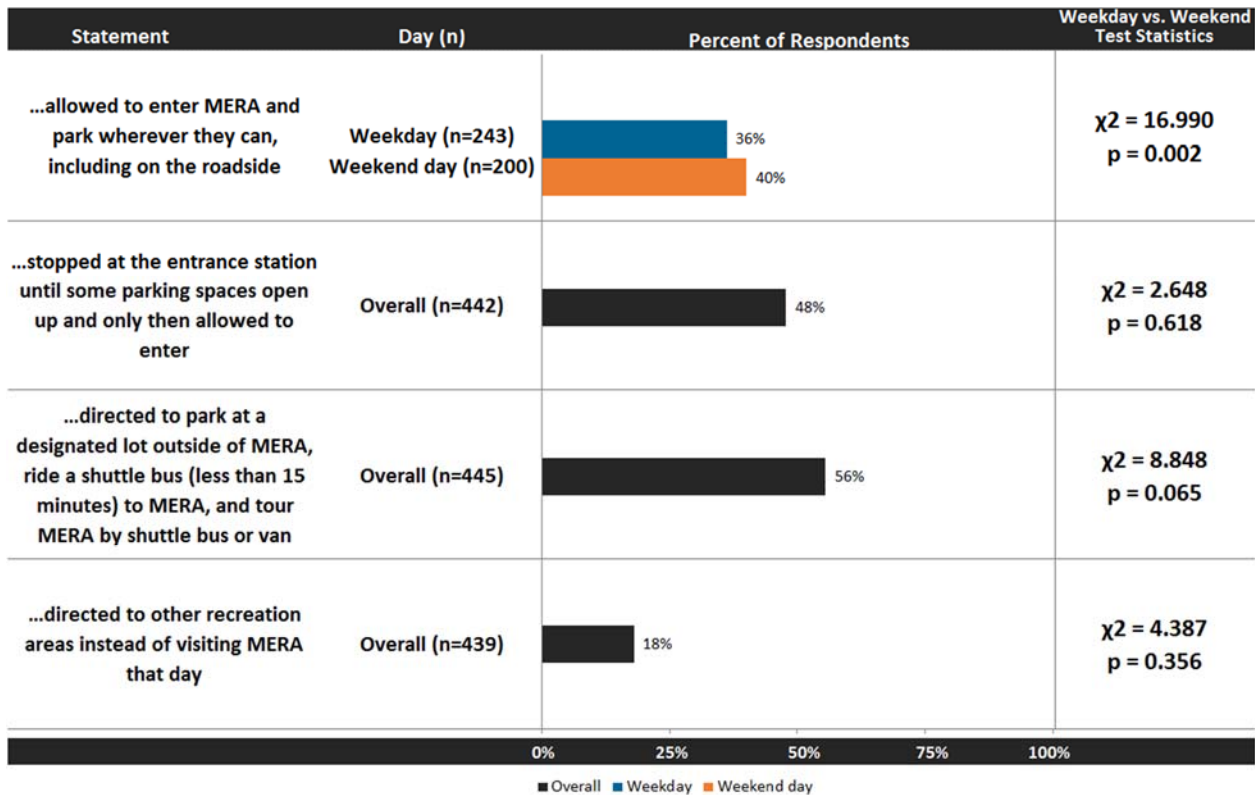 Statement
Day (n)
Percent of Respondents
Weekday vs. Weekend
Test Statistics
...allowed to enter MERA and
park wherever they can,
including on the roadside
Weekday (n=243)
Weekend day (n=200)
36%
40%
χ2 = 16.990
p = 0.002
...stopped at the entrance station
until some parking spaces open
up and only then allowed to
enter
Overall (n=442)
48%
χ2 = 2.648
p = 0.618
...directed to park at a
designated lot outside of MERA,
ride a shuttle bus (less than 15
minutes) to MERA, and tour
MERA by shuttle bus or van
Overall (n=445)
56%
χ2 = 8.848
p = 0.065
...directed to other recreation
areas instead of visiting MERA
that day
Overall (n=439)
18%
χ2 = 4.387
p = 0.356
0% 25% 50% 75% 100%
Overall Weekday Weekend day